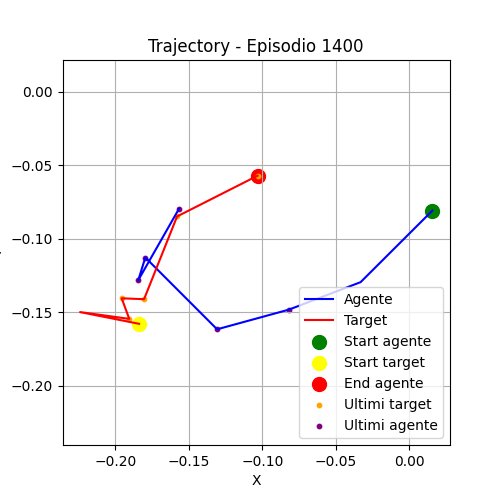 Trajectory - Episodio 1400
0.00
−0.05
−0.10
−0.15
−0.20
−0.20
−0.15
−0.10
−0.05
0.00
X
Agente
Target
Start agente
Start target
End agente
Ultimi target
Ultimi agente